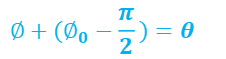 ∅ + (∅₀ − π/2) = θ